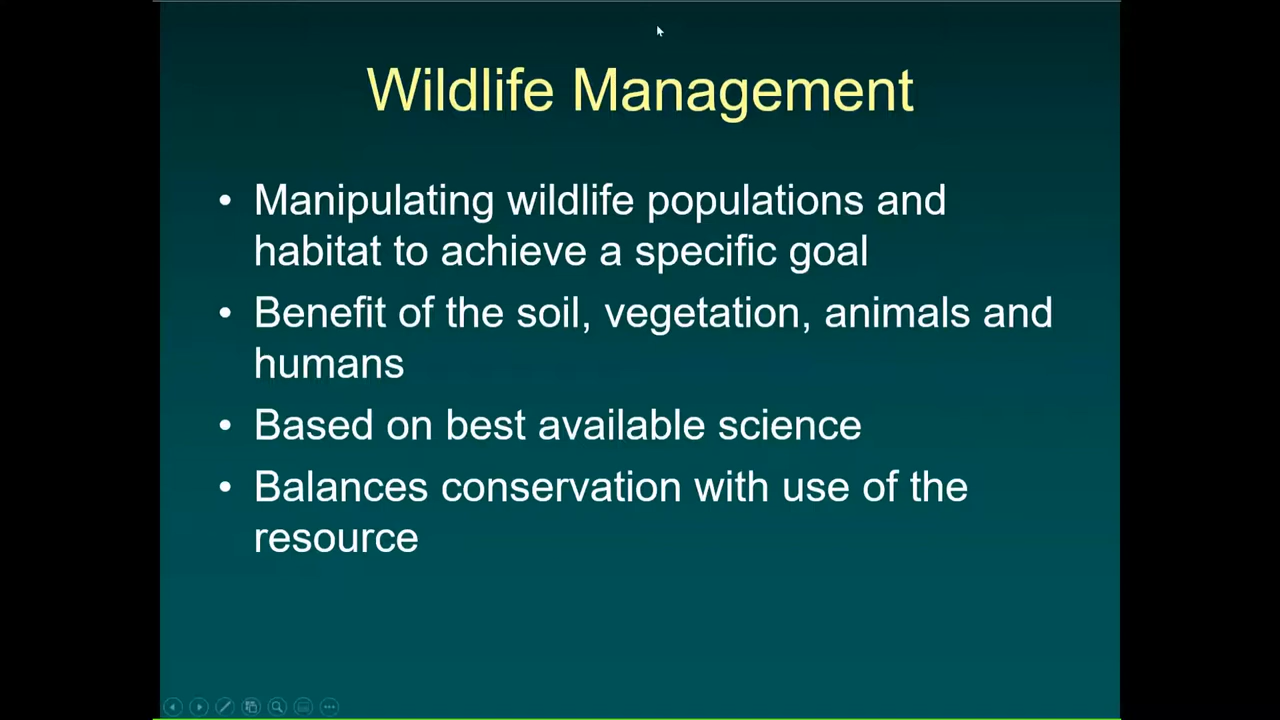 Wildlife Management
• Manipulating wildlife populations and
habitat to achieve a specific goal
• Benefit of the soil, vegetation, animals and
humans
• Based on best available science
• Balances conservation with use of the
resource